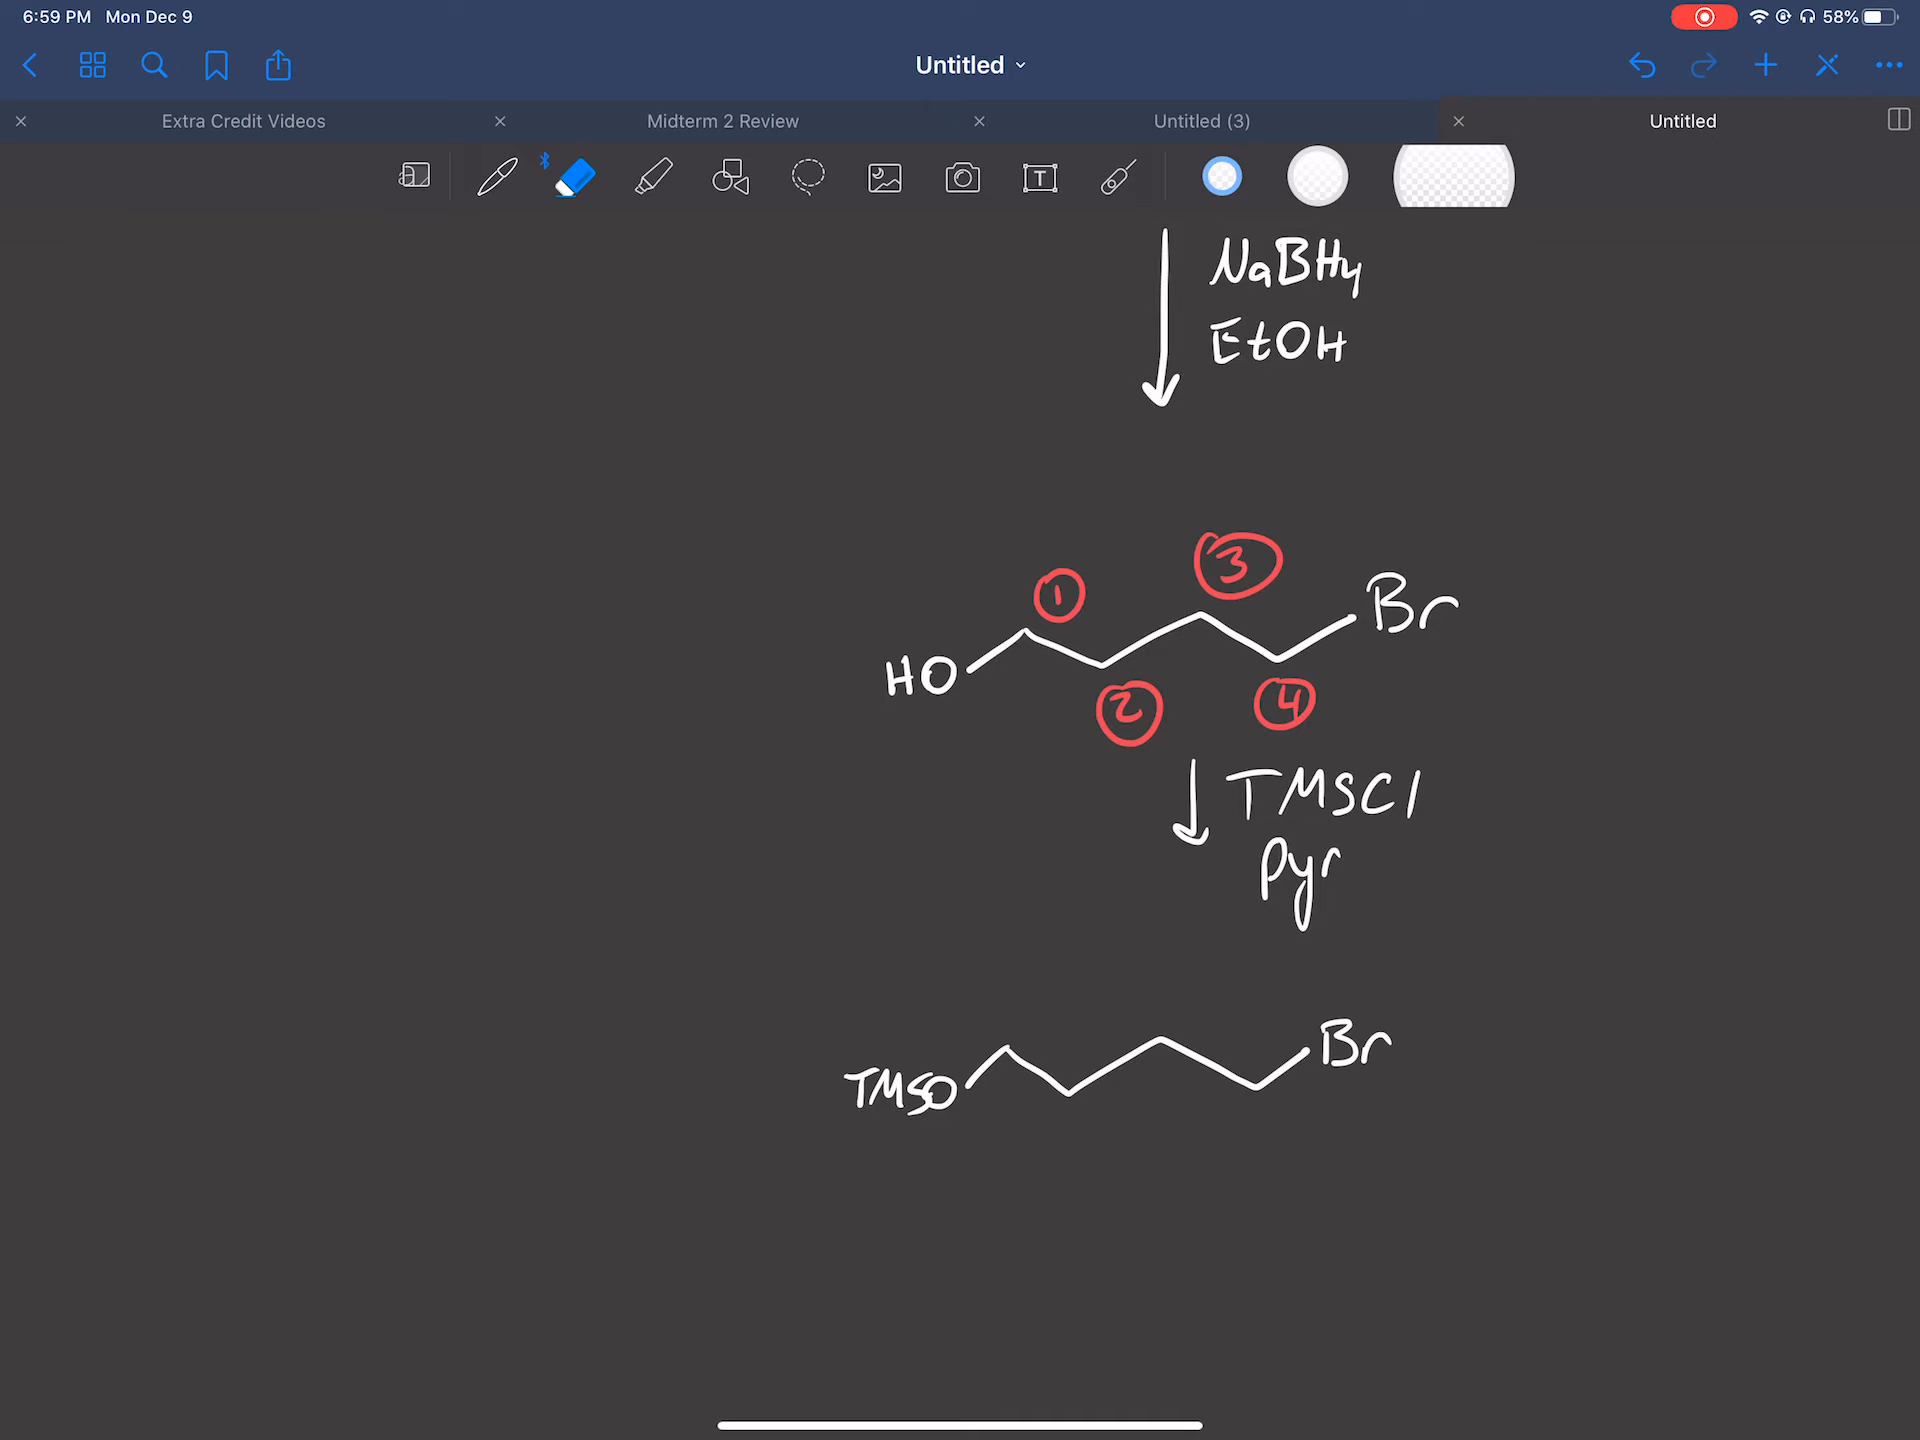 6:59 PM Mon Dec 9
58%
Untitled
Extra Credit Videos
Midterm 2 Review
Untitled (3)
Untitled
T
NaBH4
EtOH
3
1
Br
HO
2
4
TMSCl
Pyr
Br
TMSO